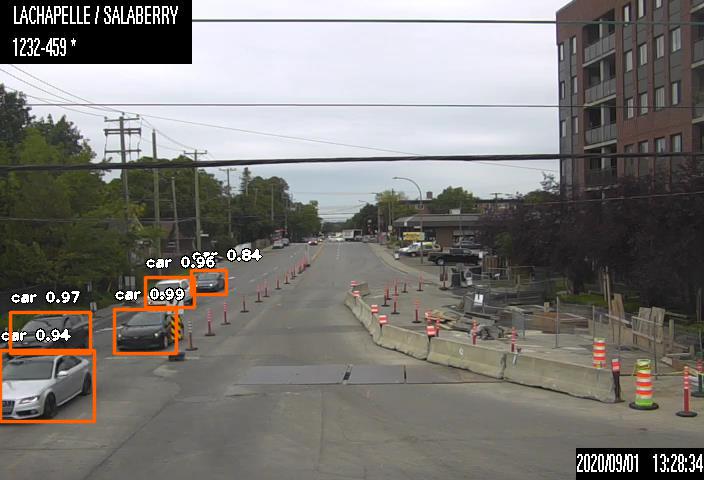 LACHAPELLE / SALABERRY
1232-459 *
car 0.84
car 0.96
car 0.97
car 0.99
car 0.94
2020/09/01 13:28:34